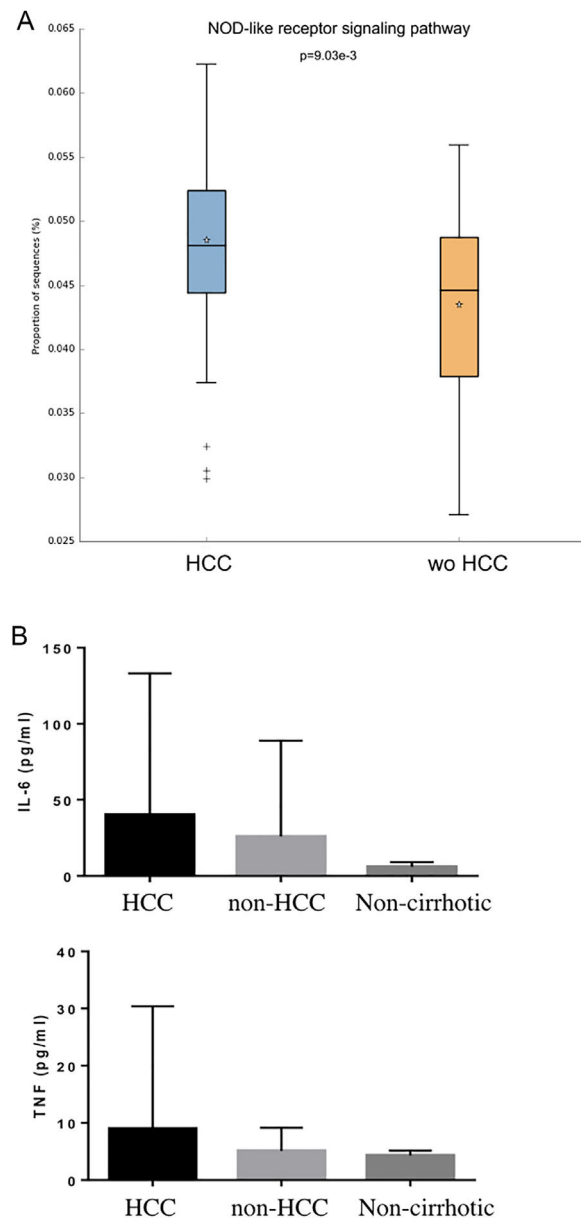 A
NOD-like receptor signaling pathway
p=9.03e-3
Proportion of sequences (%)
0.065
0.060
0.055
0.050
0.045
0.040
0.035
0.030
0.025
HCC
wo HCC
B
IL-6 (pg/ml)
150
100
50
0
HCC
non-HCC
Non-cirrhotic
TNF (pg/ml)
40
30
20
10
0
HCC
non-HCC
Non-cirrhotic